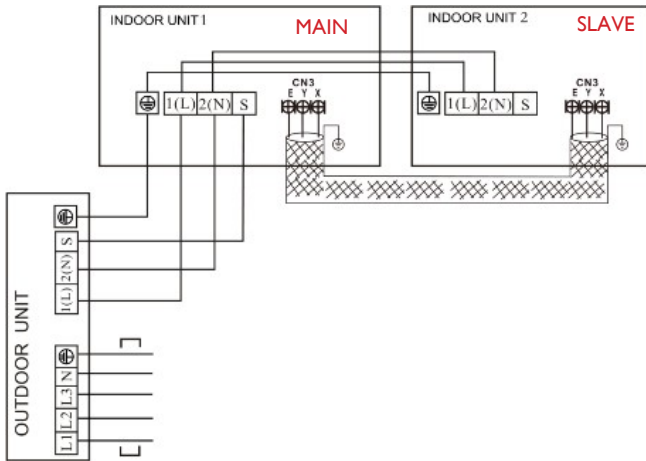 INDOOR UNIT 1 MAIN
INDOOR UNIT 2 SLAVE
CN3
E Y X
CN3
E Y X
1(L) 2(N) S
1(L) 2(N) S
OUTDOOR UNIT
S
2(N)
1(L)
N
L3
L2
L1